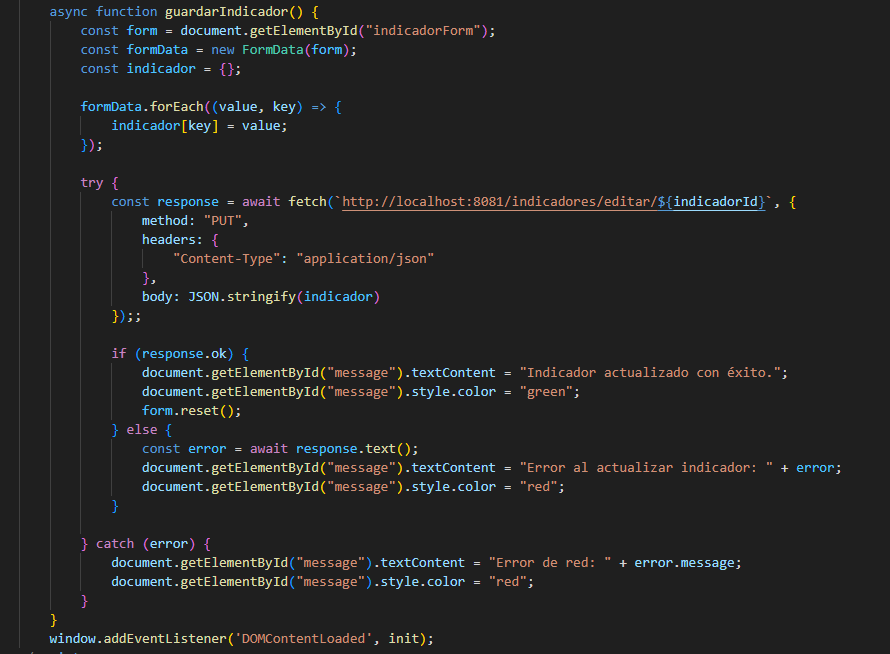 async function guardarIndicador() {
    const form = document.getElementById("indicadorForm");
    const formData = new FormData(form);
    const indicador = {};

    formData.forEach((value, key) => {
        indicador[key] = value;
    });

    try {
        const response = await fetch(`http://localhost:8081/indicadores/editar/${indicadorId}`, {
            method: "PUT",
            headers: {
                "Content-Type": "application/json"
            },
            body: JSON.stringify(indicador)
        });;

        if (response.ok) {
            document.getElementById("message").textContent = "Indicador actualizado con éxito.";
            document.getElementById("message").style.color = "green";
            form.reset();
        } else {
            const error = await response.text();
            document.getElementById("message").textContent = "Error al actualizar indicador: " + error;
            document.getElementById("message").style.color = "red";
        }

    } catch (error) {
        document.getElementById("message").textContent = "Error de red: " + error.message;
        document.getElementById("message").style.color = "red";
    }
}
window.addEventListener('DOMContentLoaded', init);